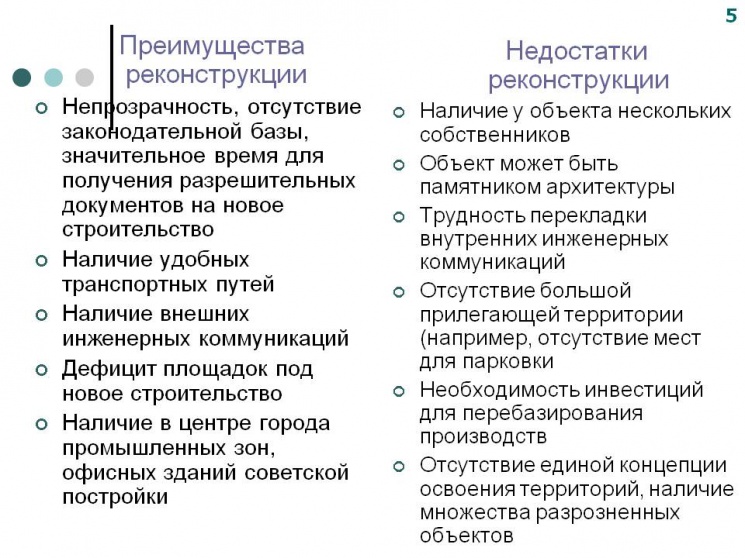 5
Преимущества
реконструкции
Непрозрачность, отсутствие
законодательной базы,
значительное время для
получения разрешительных
документов на новое
строительство
Наличие удобных
транспортных путей
Наличие внешних
инженерных коммуникаций
Дефицит площадок под
новое строительство
Наличие в центре города
промышленных зон,
офисных зданий советской
постройки
Недостатки
реконструкции
Наличие у объекта нескольких
собственников
Объект может быть
памятником архитектуры
Трудность перекладки
внутренних инженерных
коммуникаций
Отсутствие большой
прилегающей территории
(например, отсутствие мест
для парковки
Необходимость инвестиций
для перебазирования
производств
Отсутствие единой концепции
освоения территорий, наличие
множества разрозненных
объектов